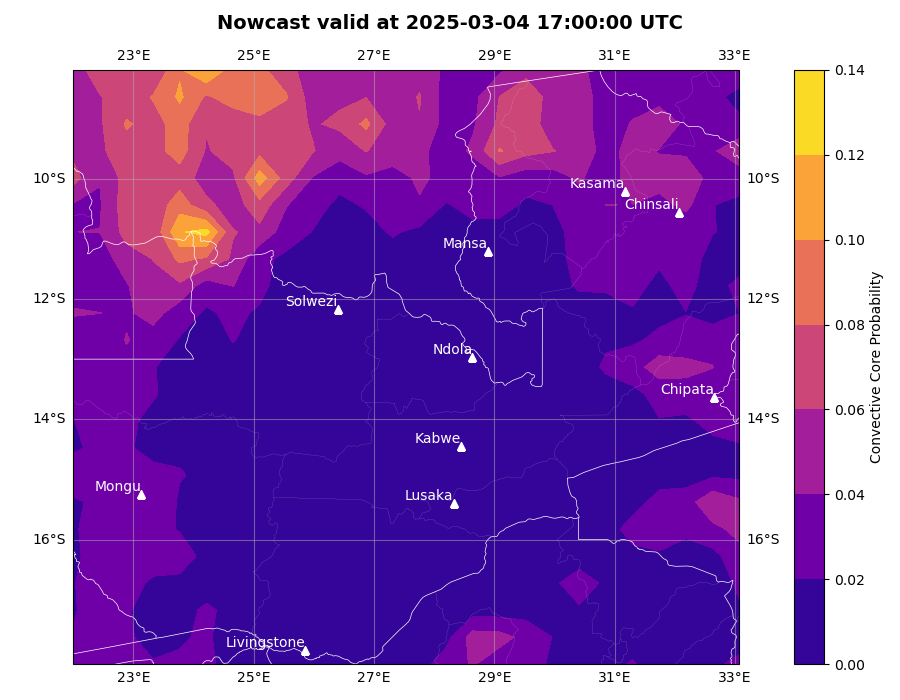 Nowcast valid at 2025-03-04 17:00:00 UTC
23°E 25°E 27°E 29°E 31°E 33°E
0.14
0.12
10°S 10°S
Kasama
Chinsali
0.10
Mansa
12°S 12°S
Solwezi
0.08
Ndola
Chipata
0.06
14°S 14°S
Kabwe
Convective Core Probability
Mongu
Lusaka
0.04
16°S 16°S
0.02
Livingstone
0.00
23°E 25°E 27°E 29°E 31°E 33°E